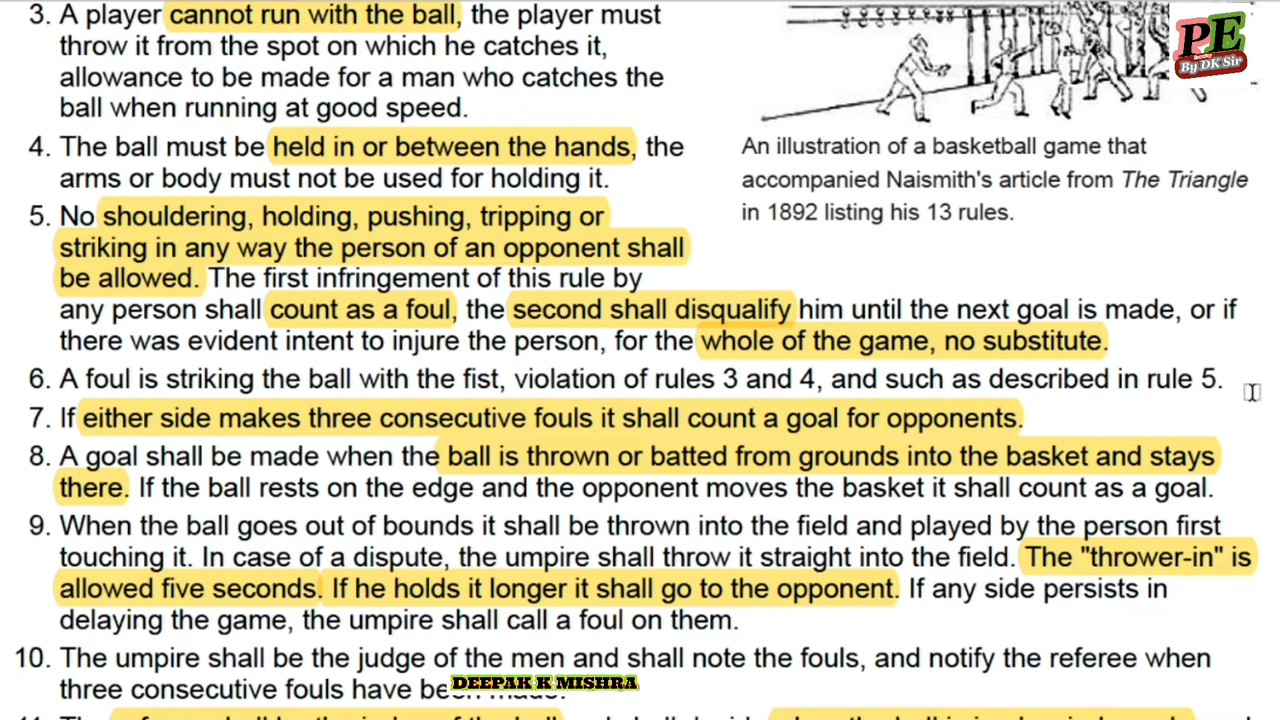 3. A player cannot run with the ball, the player must
throw it from the spot on which he catches it,
allowance to be made for a man who catches the
ball when running at good speed.
4. The ball must be held in or between the hands, the
arms or body must not be used for holding it.
5. No shouldering, holding, pushing, tripping or
striking in any way the person of an opponent shall
be allowed. The first infringement of this rule by
any person shall count as a foul, the second shall disqualify him until the next goal is made, or if
there was evident intent to injure the person, for the whole of the game, no substitute.
6. A foul is striking the ball with the fist, violation of rules 3 and 4, and such as described in rule 5.
7. If either side makes three consecutive fouls it shall count a goal for opponents.
8. A goal shall be made when the ball is thrown or batted from grounds into the basket and stays
there. If the ball rests on the edge and the opponent moves the basket it shall count as a goal.
9. When the ball goes out of bounds it shall be thrown into the field and played by the person first
touching it. In case of a dispute, the umpire shall throw it straight into the field. The "thrower-in" is
allowed five seconds. If he holds it longer it shall go to the opponent. If any side persists in
delaying the game, the umpire shall call a foul on them.
10. The umpire shall be the judge of the men and shall note the fouls, and notify the referee when
three consecutive fouls have been made.
DEEPAK K MISHRA
PE
By DK Sir
An illustration of a basketball game that
accompanied Naismith's article from The Triangle
in 1892 listing his 13 rules.